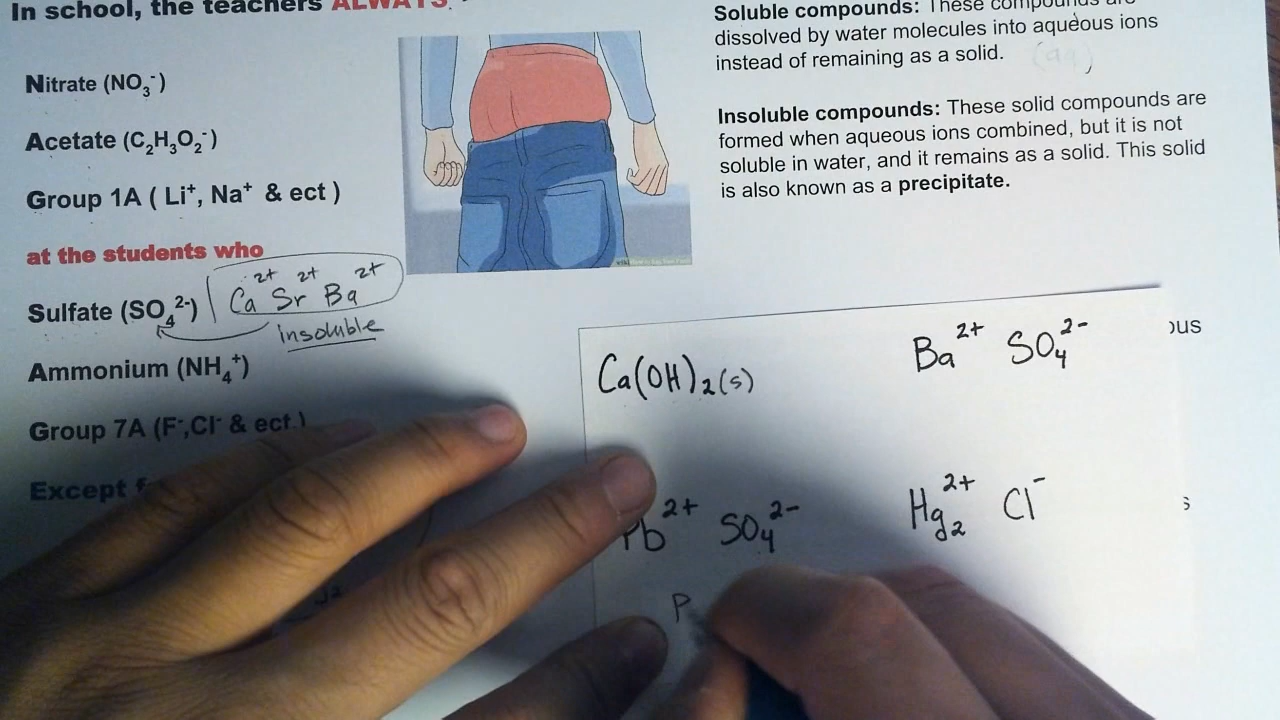 In school, the teachers ALWAYS
Nitrate (NO₃⁻)
Acetate (C₂H₃O₂⁻)
Group 1A ( Li⁺, Na⁺ & ect )
at the students who
Sulfate (SO₄²⁻)
Ca²⁺ Sr²⁺ Ba²⁺
insoluble
Ammonium (NH₄⁺)
Group 7A (F⁻,Cl⁻ & ect.)
Except
Soluble compounds: These compounds are
dissolved by water molecules into aqueous ions
instead of remaining as a solid.
(aq)
Insoluble compounds: These solid compounds are
formed when aqueous ions combined, but it is not
soluble in water, and it remains as a solid. This solid
is also known as a precipitate.
Ca(OH)₂(s)
Ba²⁺ SO₄²⁻
Pb²⁺ SO₄²⁻
Hg₂²⁺ Cl⁻
P